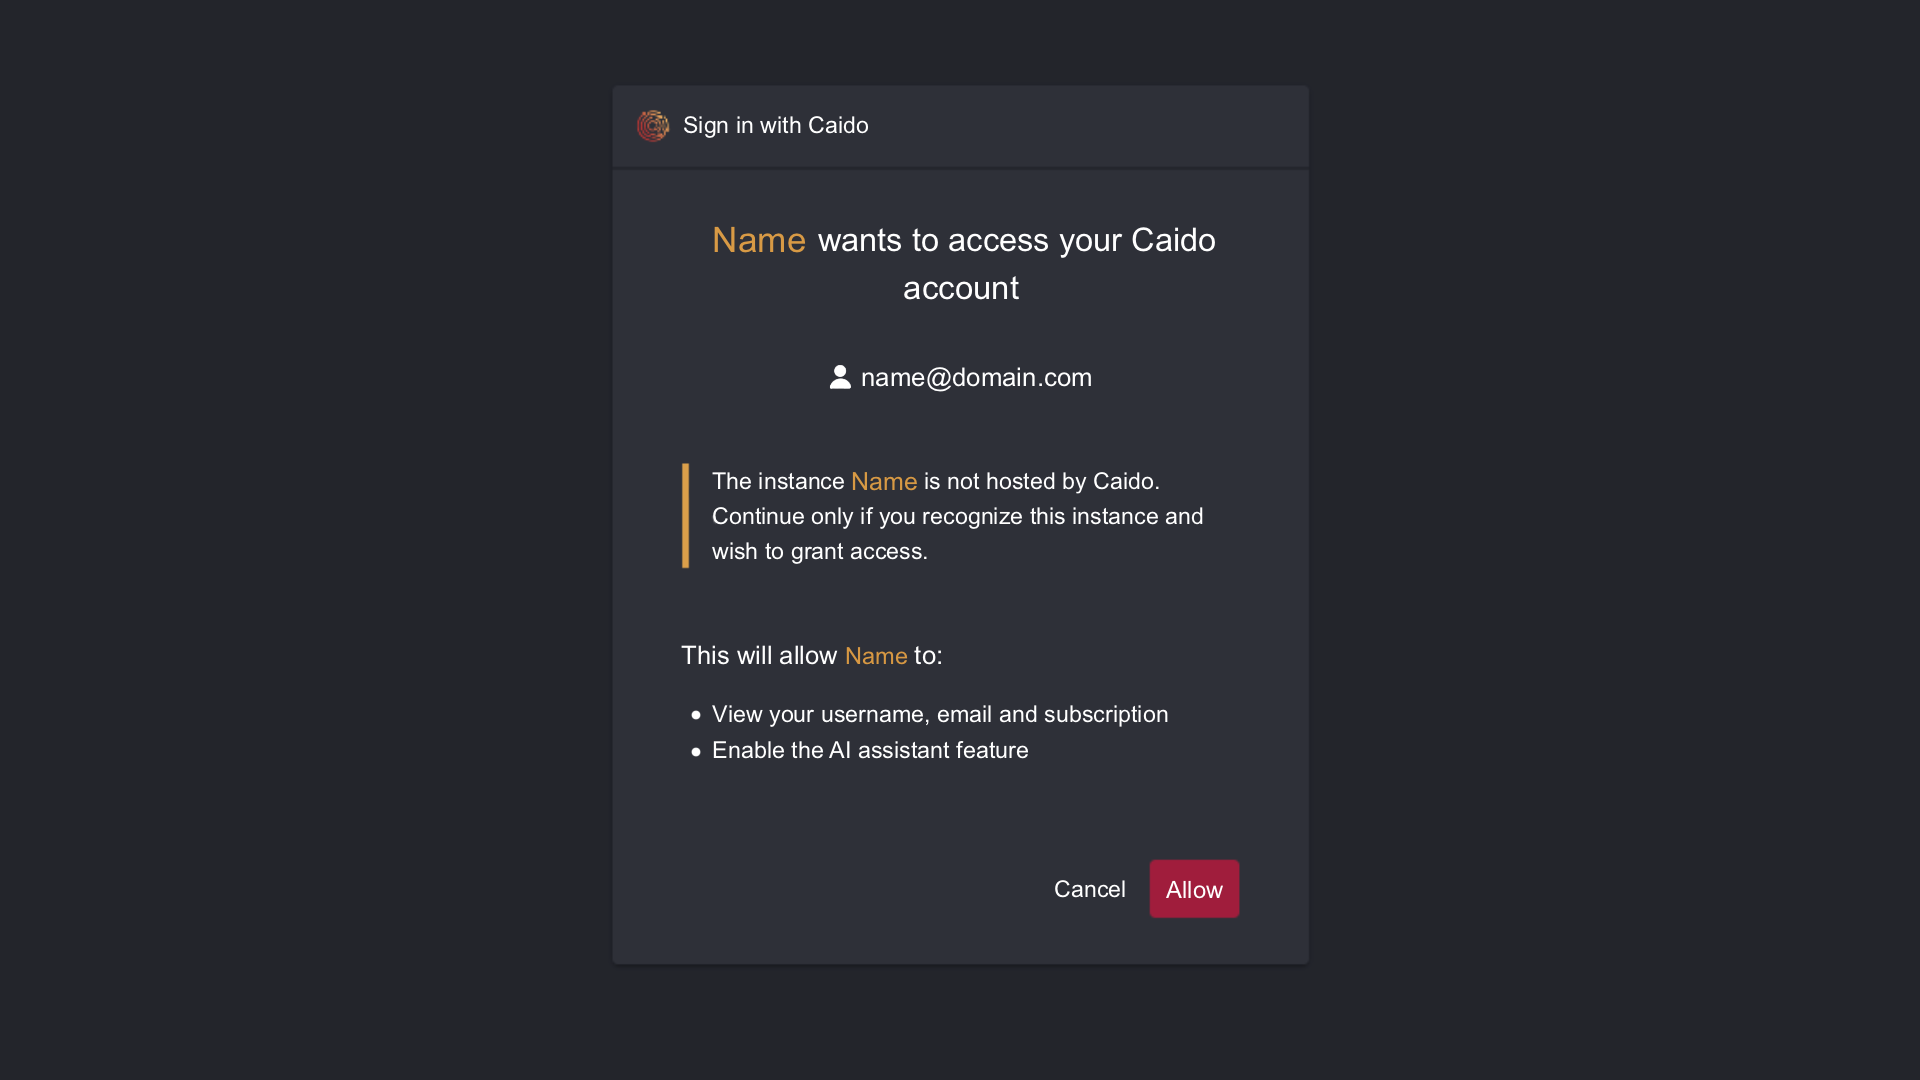 Sign in with Caido
Name wants to access your Caido
account
name@domain.com
The instance Name is not hosted by Caido.
Continue only if you recognize this instance and
wish to grant access.
This will allow Name to:
• View your username, email and subscription
• Enable the AI assistant feature
Cancel Allow